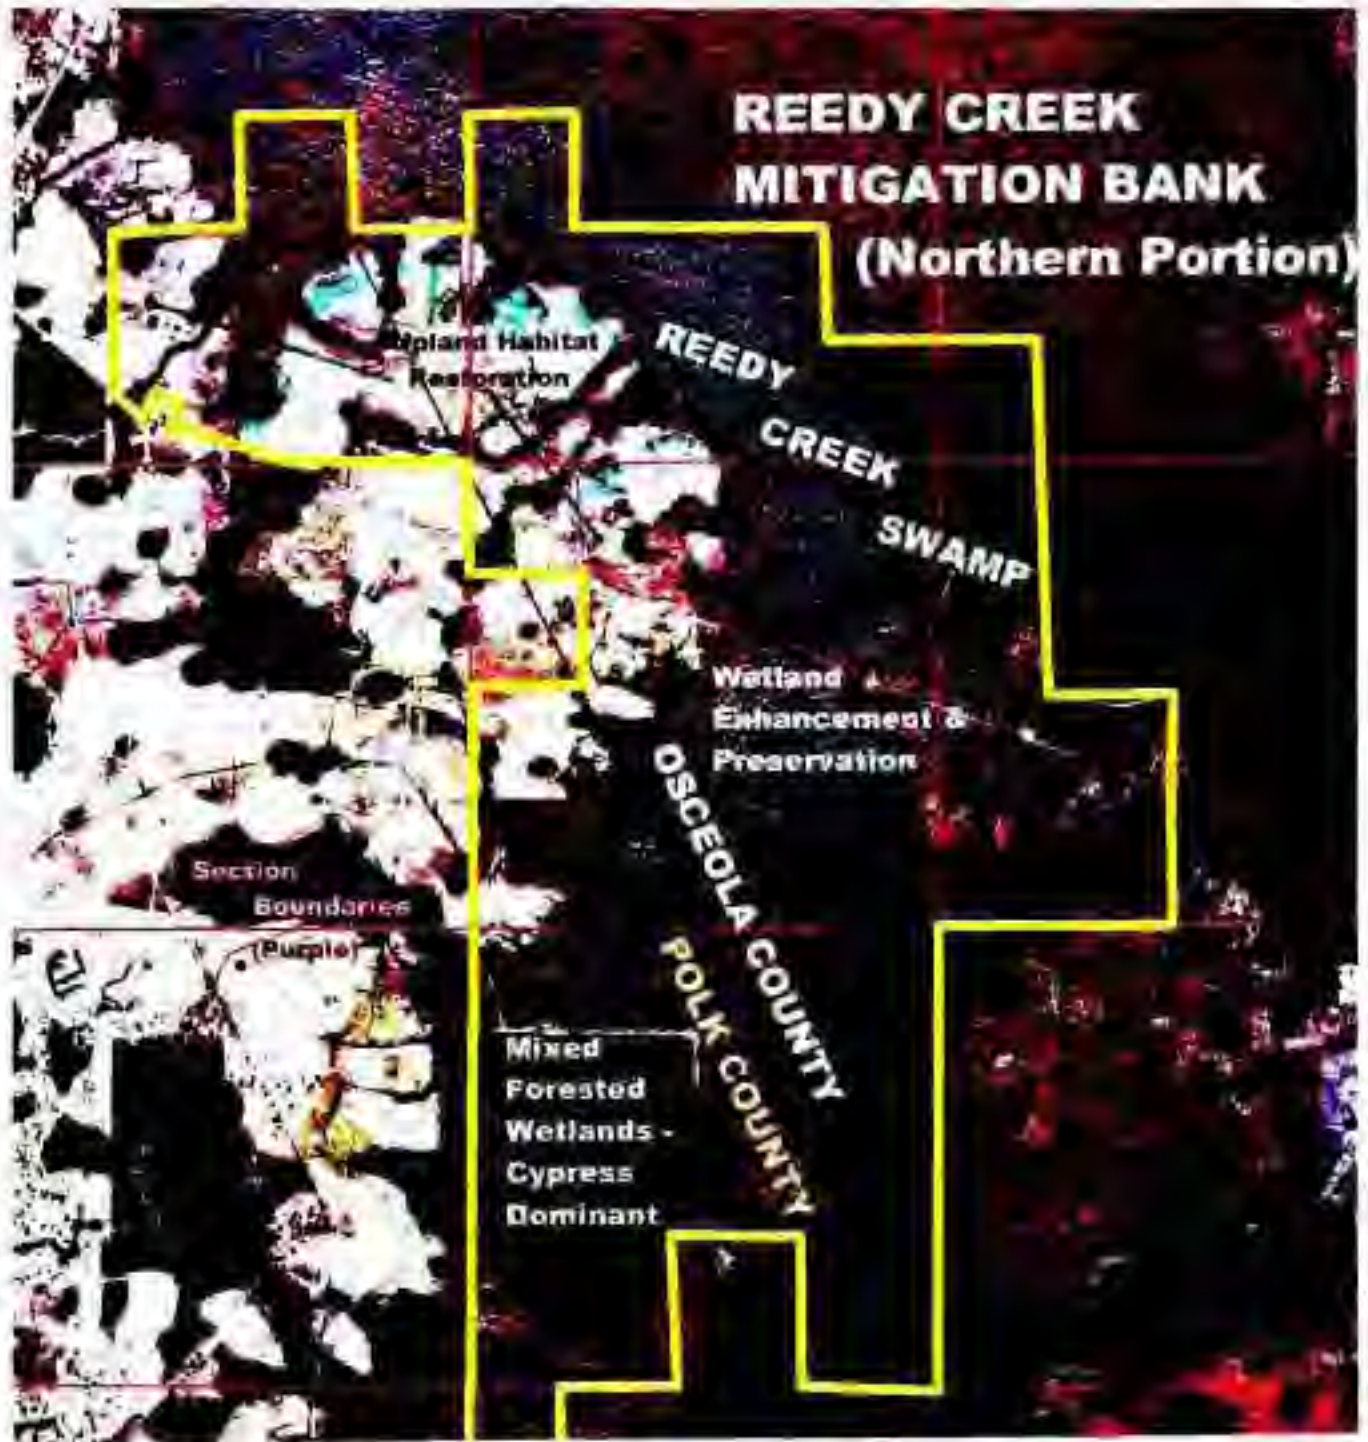 REEDY CREEK
MITIGATION BANK
(Northern Portion)
Upland Habitat
Restoration
REEDY
CREEK
SWAMP
Wetland
Enhancement &
Preservation
OSCEOLA COUNTY
POLK COUNTY
Section
Boundaries
(Purple)
Mixed
Forested
Wetlands -
Cypress
Dominant